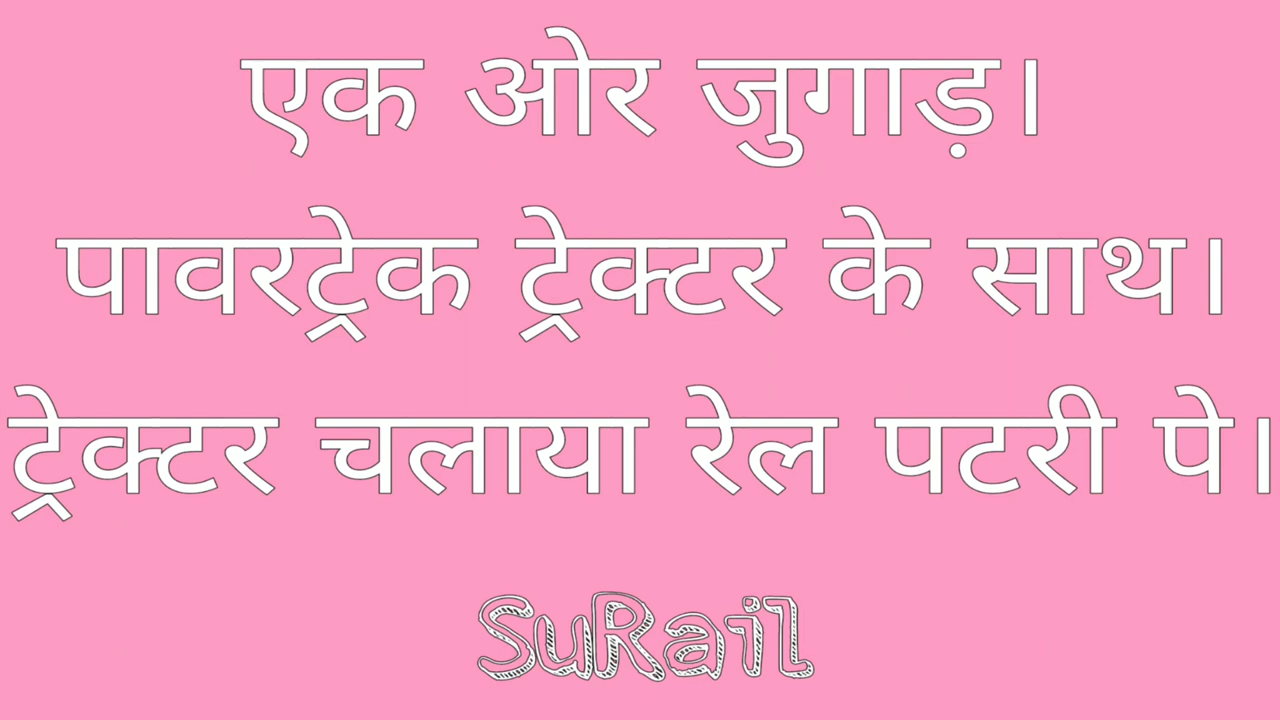 एक ओर जुगाड़।
पावरट्रेक ट्रेक्टर के साथ।
ट्रेक्टर चलाया रेल पटरी पे।
SuRail